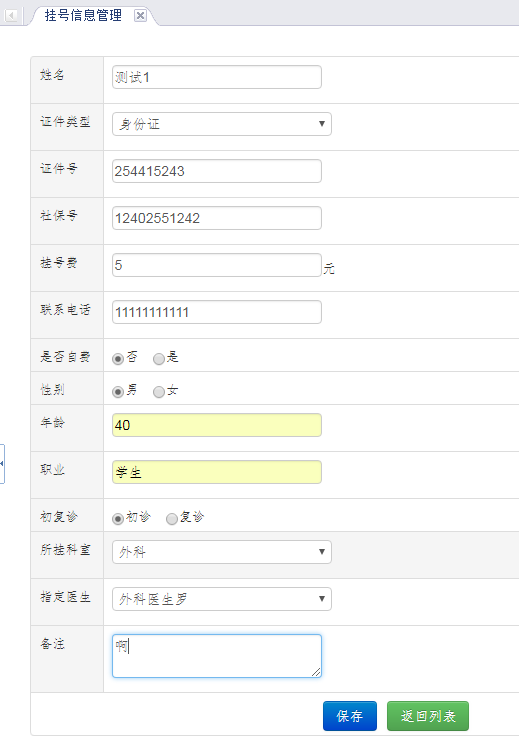 挂号信息管理
姓名 测试1
证件类型 身份证
证件号 254415243
社保号 12402551242
挂号费 5 元
联系电话 11111111111
是否自费 否 是
性别 男 女
年龄 40
职业 学生
初复诊 初诊 复诊
所挂科室 外科
指定医生 外科医生罗
备注 啊
保存 返回列表